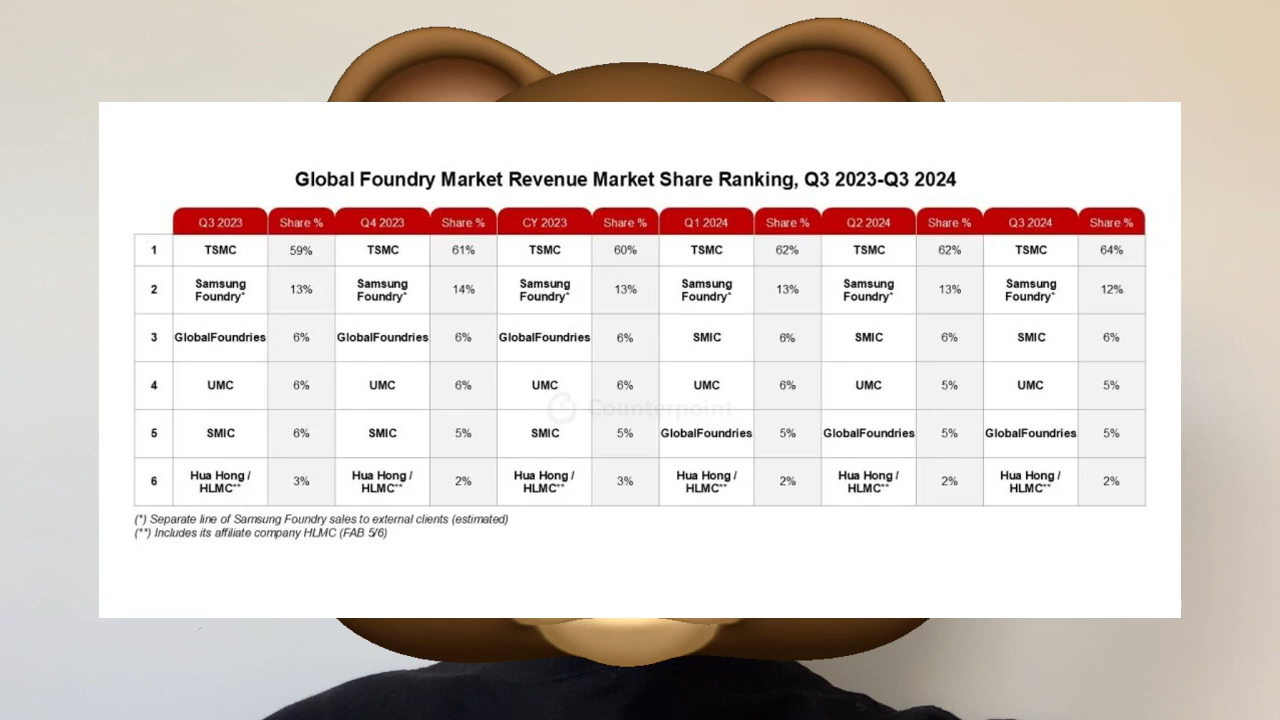 Global Foundry Market Revenue Market Share Ranking, Q3 2023-Q3 2024
Q3 2023 Share % Q4 2023 Share % CY 2023 Share % Q1 2024 Share % Q2 2024 Share % Q3 2024 Share %
1 TSMC 59% TSMC 61% TSMC 60% TSMC 62% TSMC 62% TSMC 64%
2 Samsung Foundry* 13% Samsung Foundry* 14% Samsung Foundry* 13% Samsung Foundry* 13% Samsung Foundry* 13% Samsung Foundry* 12%
3 GlobalFoundries 6% GlobalFoundries 6% GlobalFoundries 6% SMIC 6% SMIC 6% SMIC 6%
4 UMC 6% UMC 6% UMC 6% UMC 6% UMC 5% UMC 5%
Counterpoint
5 SMIC 6% SMIC 5% SMIC 5% GlobalFoundries 5% GlobalFoundries 5% GlobalFoundries 5%
6 Hua Hong / HLMC** 3% Hua Hong / HLMC** 2% Hua Hong / HLMC** 3% Hua Hong / HLMC** 2% Hua Hong / HLMC** 2% Hua Hong / HLMC** 2%
(*) Separate line of Samsung Foundry sales to external clients (estimated)
(**) Includes its affiliate company HLMC (FAB 5/6)